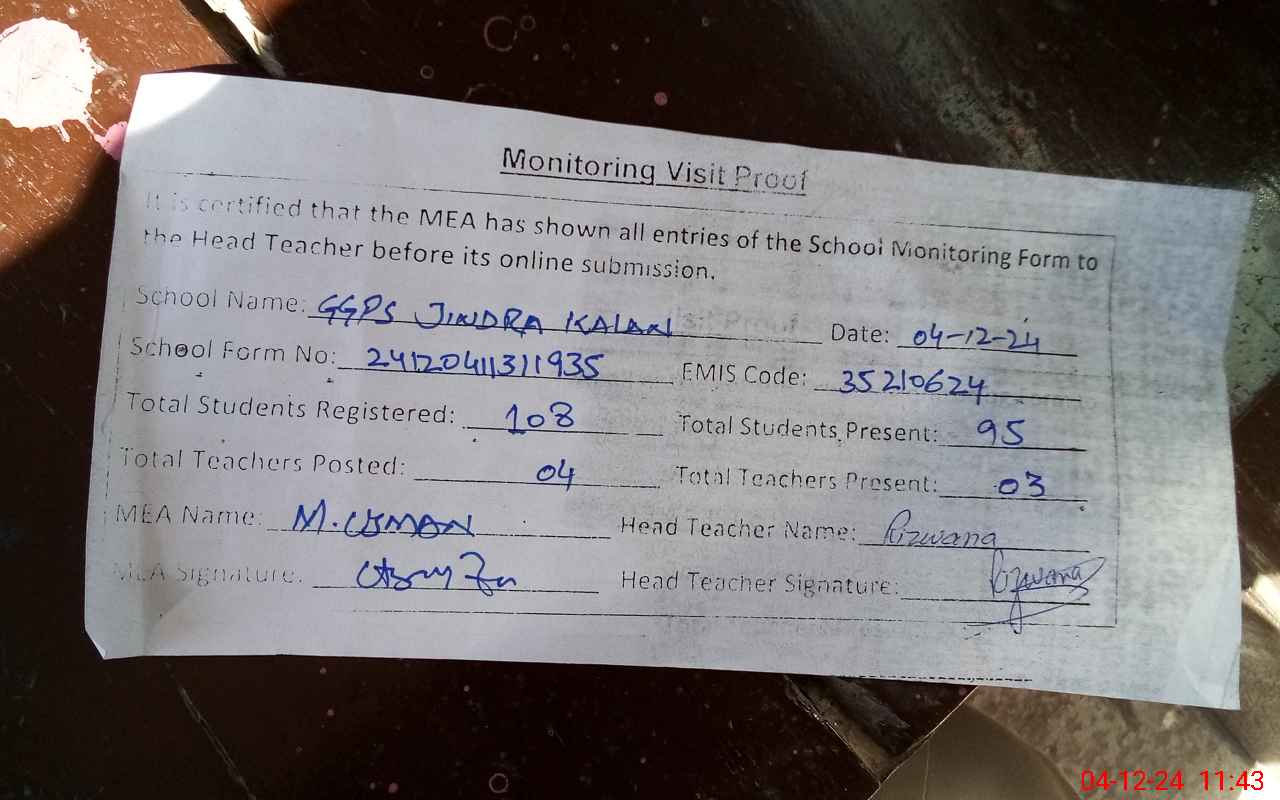 Monitoring Visit Proof
It is certified that the MEA has shown all entries of the School Monitoring Form to
the Head Teacher before its online submission.
School Name: GGPS JINDRA KALAN Date: 04-12-24
School Form No: 24120411311935 EMIS Code: 35210624
Total Students Registered: 108 Total Students Present: 95
Total Teachers Posted: 04 Total Teachers Present: 03
MEA Name: M. USMAN Head Teacher Name: Rizwana
MEA Signature: Head Teacher Signature: Rizwana
04-12-24 11:43